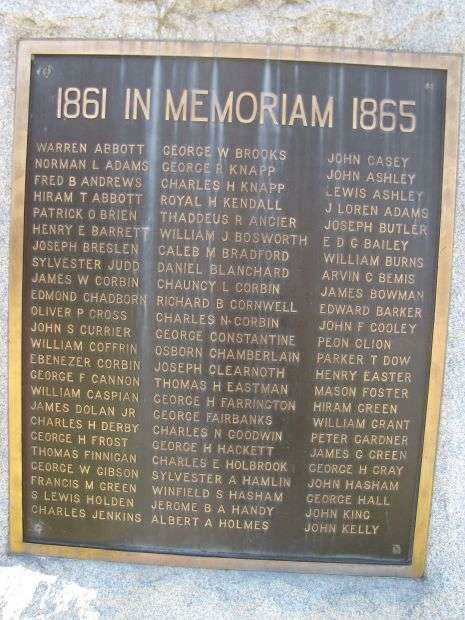 1861 IN MEMORIAM 1865
WARREN ABBOTT
NORMAN L ADAMS
FRED B ANDREWS
HIRAM T ABBOTT
PATRICK O BRIEN
HENRY E BARRETT
JOSEPH BRESLEN
SYLVESTER JUDD
JAMES W CORBIN
EDMOND CHADBORN
OLIVER P CROSS
JOHN S CURRIER
WILLIAM COFFRIN
EBENEZER CORBIN
GEORGE F CANNON
WILLIAM CASPIAN
JAMES DOLAN JR
CHARLES H DERBY
GEORGE H FROST
THOMAS FINNIGAN
GEORGE W GIBSON
FRANCIS M GREEN
S LEWIS HOLDEN
CHARLES JENKINS
GEORGE W BROOKS
GEORGE R KNAPP
CHARLES H KNAPP
ROYAL H KENDALL
THADDEUS R ANGIER
WILLIAM J BOSWORTH
CALEB M BRADFORD
DANIEL BLANCHARD
CHAUNCY L CORBIN
RICHARD B CORNWELL
CHARLES N CORBIN
GEORGE CONSTANTINE
OSBORN CHAMBERLAIN
JOSEPH CLEARNOTH
THOMAS H EASTMAN
GEORGE H FARRINGTON
GEORGE FAIRBANKS
CHARLES N GOODWIN
GEORGE H HACKETT
CHARLES E HOLBROOK
SYLVESTER A HAMLIN
WINFIELD S HASHAM
JEROME B A HANDY
ALBERT A HOLMES
JOHN CASEY
JOHN ASHLEY
LEWIS ASHLEY
J LOREN ADAMS
JOSEPH BUTLER
E D G BAILEY
WILLIAM BURNS
ARVIN C BEMIS
JAMES BOWMAN
EDWARD BARKER
JOHN F COOLEY
PEON CLION
PARKER T DOW
HENRY EASTER
MASON FOSTER
HIRAM GREEN
WILLIAM GRANT
PETER GARDNER
JAMES G GREEN
GEORGE H GRAY
JOHN HASHAM
GEORGE HALL
JOHN KING
JOHN KELLY